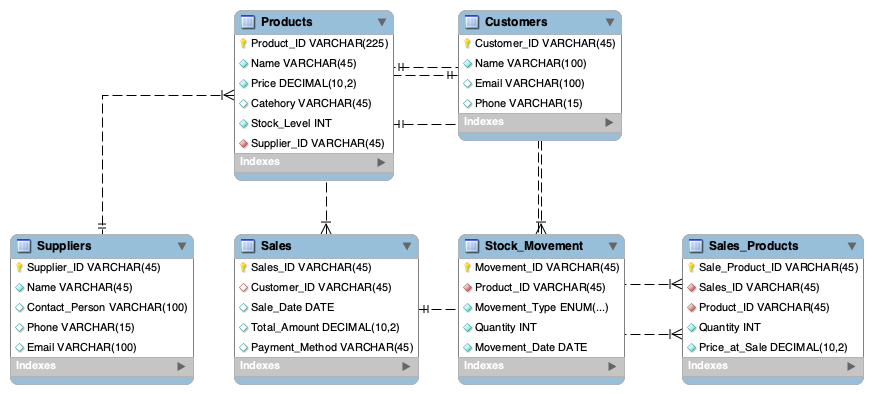 Products
Product_ID VARCHAR(225)
Name VARCHAR(45)
Price DECIMAL(10,2)
Catehory VARCHAR(45)
Stock_Level INT
Supplier_ID VARCHAR(45)
Indexes
Customers
Customer_ID VARCHAR(45)
Name VARCHAR(100)
Email VARCHAR(100)
Phone VARCHAR(15)
Indexes
Suppliers
Supplier_ID VARCHAR(45)
Name VARCHAR(45)
Contact_Person VARCHAR(100)
Phone VARCHAR(15)
Email VARCHAR(100)
Indexes
Sales
Sales_ID VARCHAR(45)
Customer_ID VARCHAR(45)
Sale_Date DATE
Total_Amount DECIMAL(10,2)
Payment_Method VARCHAR(45)
Indexes
Stock_Movement
Movement_ID VARCHAR(45)
Product_ID VARCHAR(45)
Movement_Type ENUM(...)
Quantity INT
Movement_Date DATE
Indexes
Sales_Products
Sale_Product_ID VARCHAR(45)
Sales_ID VARCHAR(45)
Product_ID VARCHAR(45)
Quantity INT
Price_at_Sale DECIMAL(10,2)
Indexes